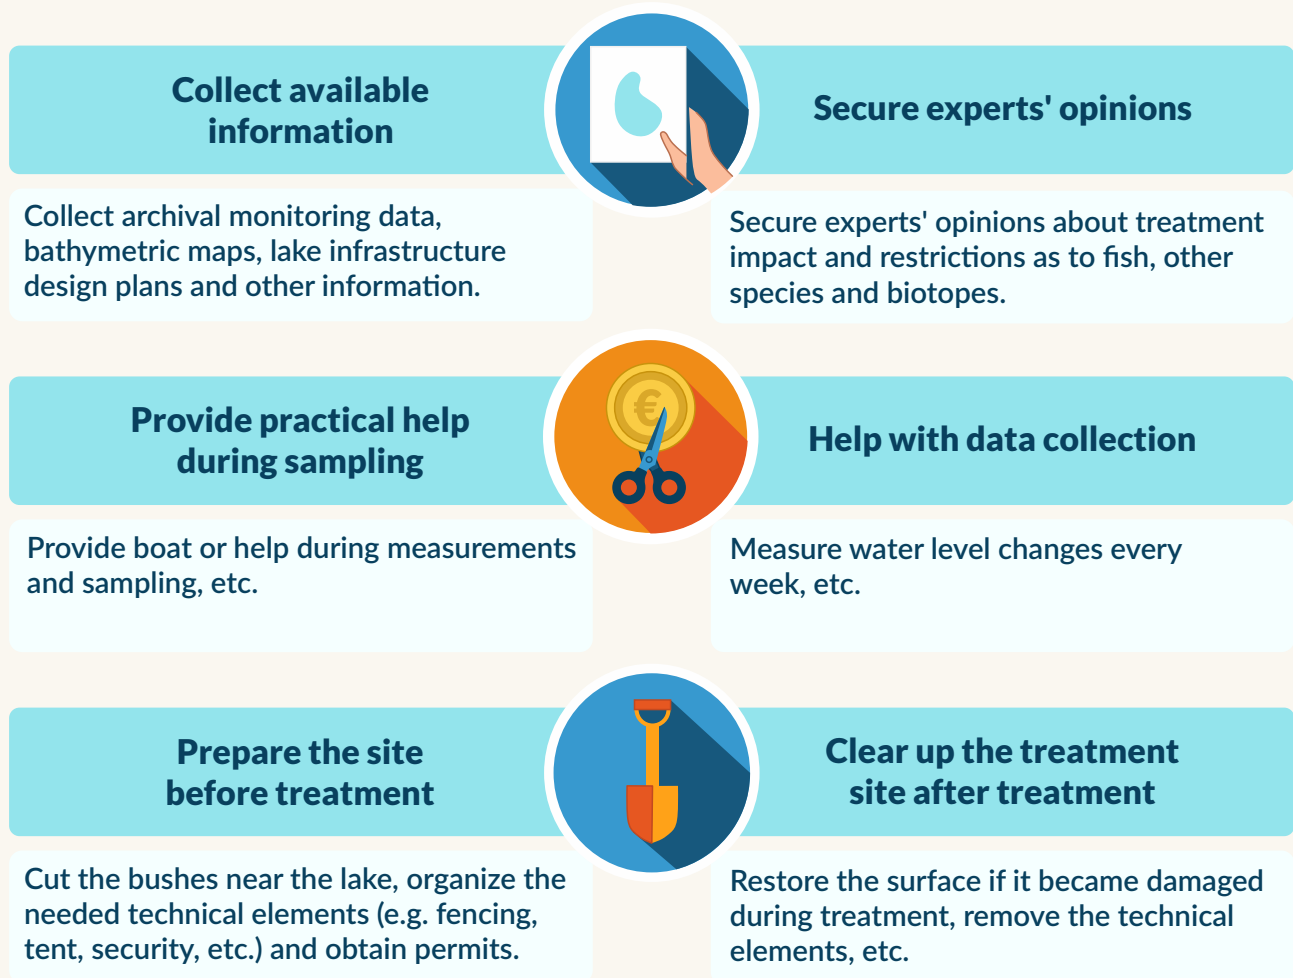 Collect available
information
Secure experts' opinions
Collect archival monitoring data,
bathymetric maps, lake infrastructure
design plans and other information.
Secure experts' opinions about treatment
impact and restrictions as to fish, other
species and biotopes.
€
Provide practical help
during sampling
Help with data collection
Provide boat or help during measurements
and sampling, etc.
Measure water level changes every
week, etc.
Prepare the site
before treatment
Clear up the treatment
site after treatment
Cut the bushes near the lake, organize the
needed technical elements (e.g. fencing,
tent, security, etc.) and obtain permits.
Restore the surface if it became damaged
during treatment, remove the technical
elements, etc.